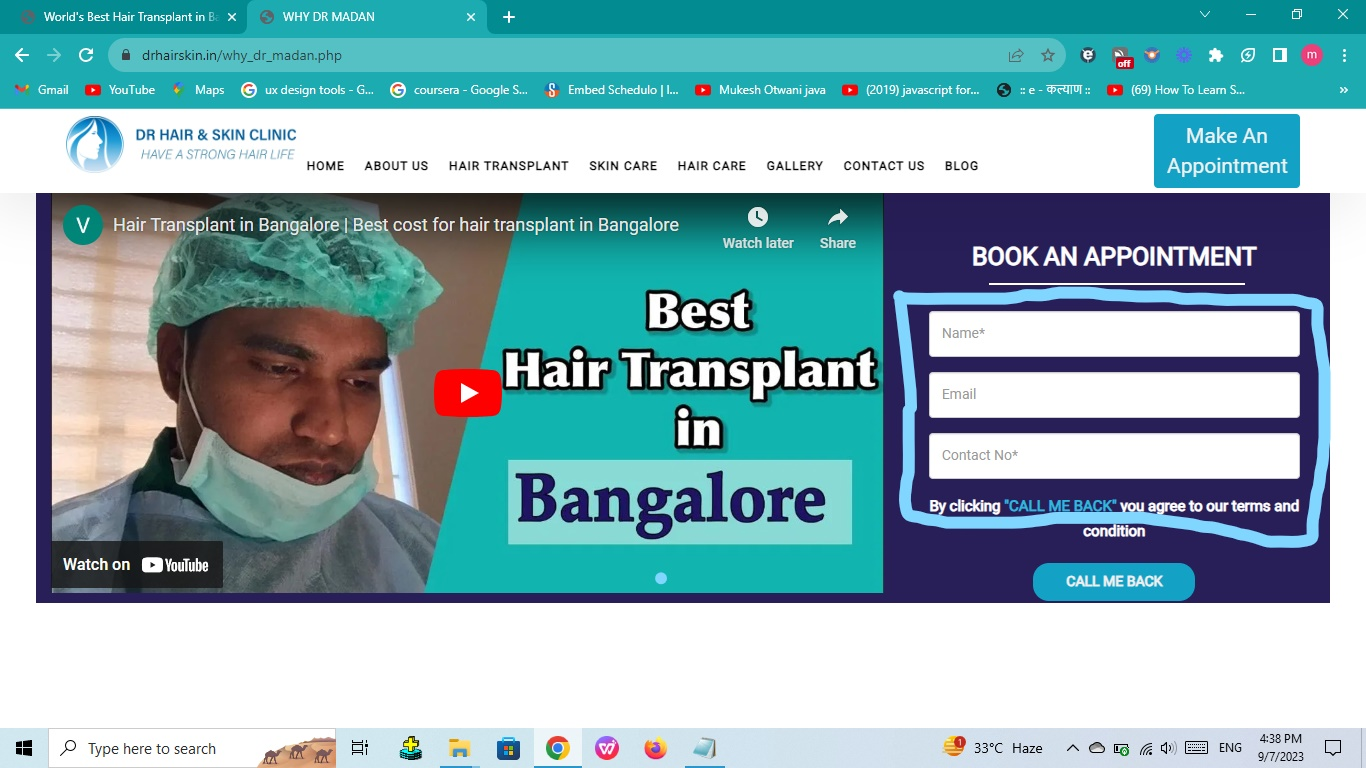 World's Best Hair Transplant in Ba
WHY DR MADAN
drhairskin.in/why_dr_madan.php
off
m
Gmail
YouTube
Maps
ux design tools - G...
coursera - Google S...
Embed Schedulo | I...
Mukesh Otwani java
(2019) javascript for...
:: e - कल्याण ::
(69) How To Learn S...
»
DR HAIR & SKIN CLINIC
HAVE A STRONG HAIR LIFE
HOME
ABOUT US
HAIR TRANSPLANT
SKIN CARE
HAIR CARE
GALLERY
CONTACT US
BLOG
Make An
Appointment
V
Hair Transplant in Bangalore | Best cost for hair transplant in Bangalore
Watch later
Share
Best
Hair Transplant
in
Bangalore
Watch on YouTube
BOOK AN APPOINTMENT
Name*
Email
Contact No*
By clicking "CALL ME BACK" you agree to our terms and
condition
CALL ME BACK
Type here to search
1
33°C Haze
ENG
4:38 PM
9/7/2023